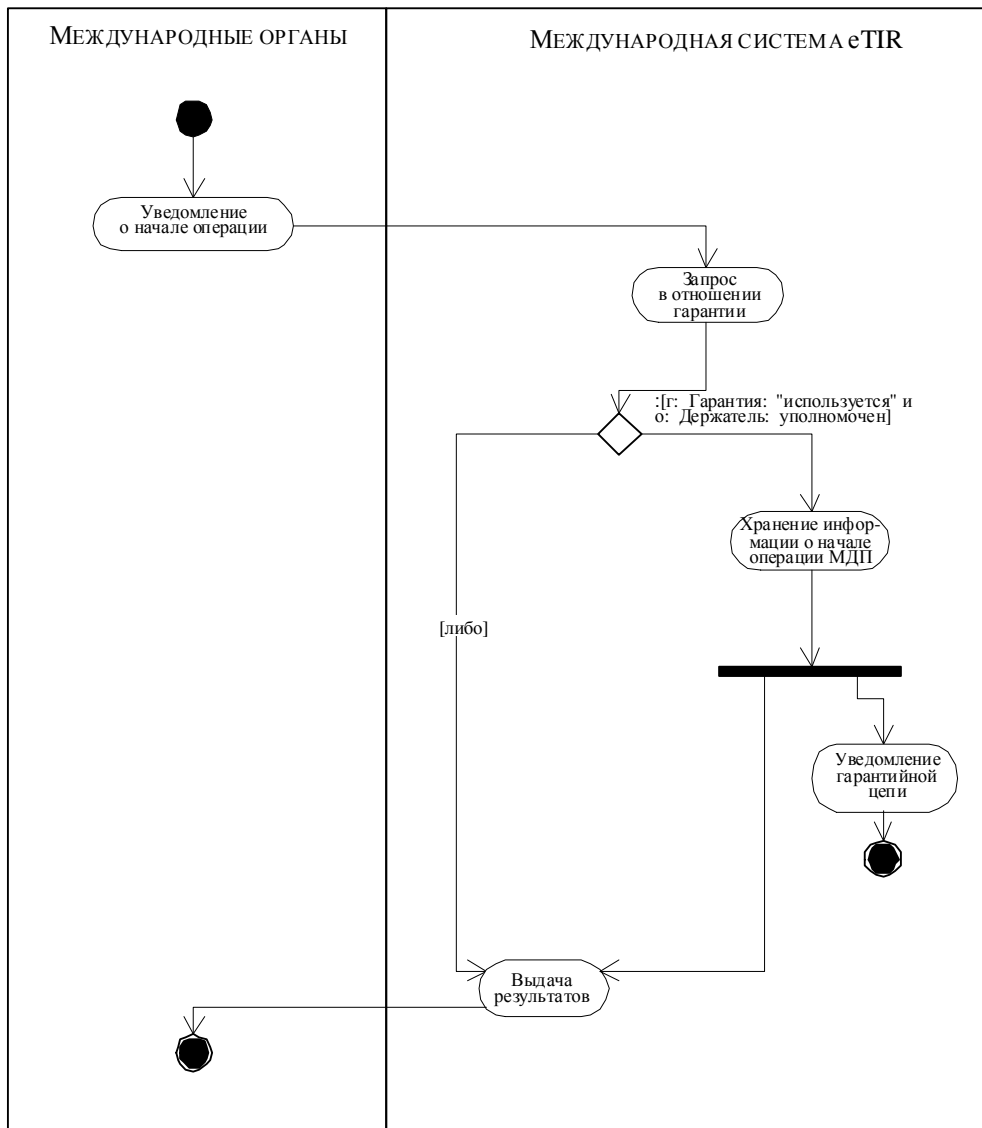 МЕЖДУНАРОДНЫЕ ОРГАНЫ
МЕЖДУНАРОДНАЯ СИСТЕМА eTIR
Уведомление
о начале операции
Запрос
в отношении
гарантии
:[г: Гарантия: "используется" и
о: Держатель: уполномочен]
Хранение инфор-
мации о начале
операции МДП
[либо]
Уведомление
гарантийной
цепи
Выдача
результатов